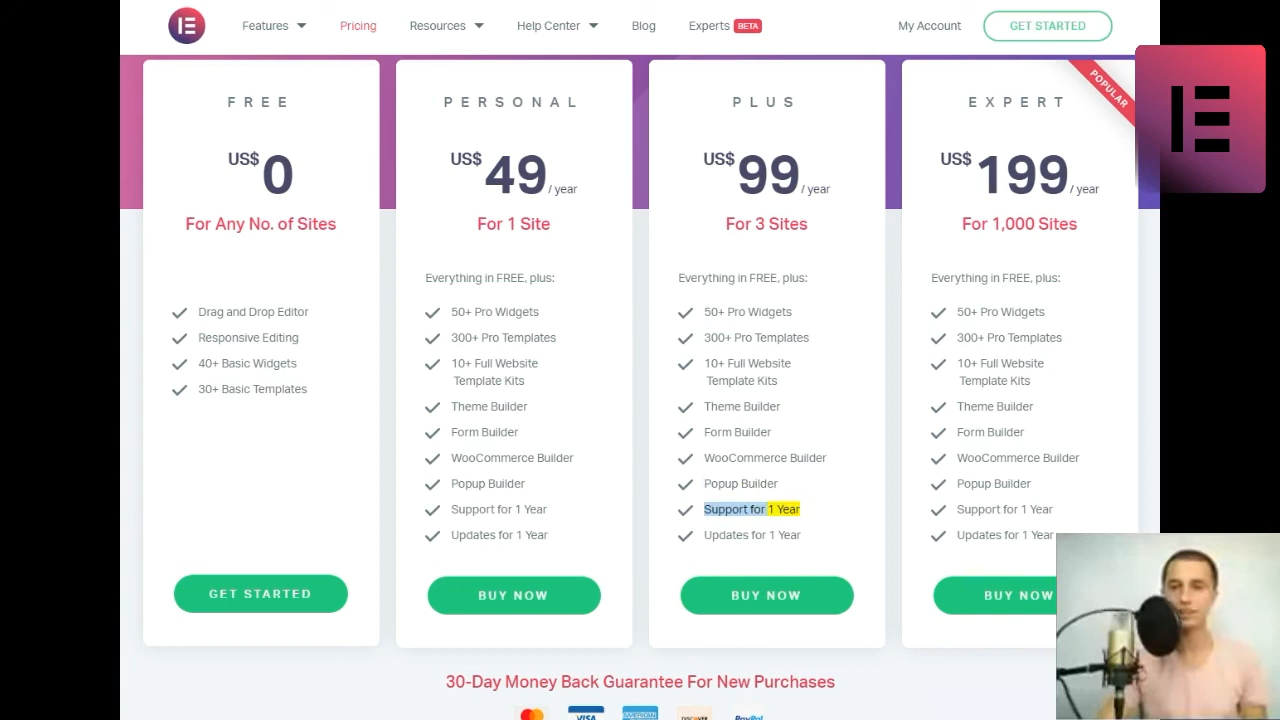 Features
Pricing
Resources
Help Center
Blog
Experts BETA
My Account
GET STARTED
FREE
US$ 0
For Any No. of Sites
Drag and Drop Editor
Responsive Editing
40+ Basic Widgets
30+ Basic Templates
GET STARTED
PERSONAL
US$ 49 / year
For 1 Site
Everything in FREE, plus:
50+ Pro Widgets
300+ Pro Templates
10+ Full Website
Template Kits
Theme Builder
Form Builder
WooCommerce Builder
Popup Builder
Support for 1 Year
Updates for 1 Year
BUY NOW
PLUS
US$ 99 / year
For 3 Sites
Everything in FREE, plus:
50+ Pro Widgets
300+ Pro Templates
10+ Full Website
Template Kits
Theme Builder
Form Builder
WooCommerce Builder
Popup Builder
Support for 1 Year
Updates for 1 Year
BUY NOW
POPULAR
EXPERT
US$ 199 / year
For 1,000 Sites
Everything in FREE, plus:
50+ Pro Widgets
300+ Pro Templates
10+ Full Website
Template Kits
Theme Builder
Form Builder
WooCommerce Builder
Popup Builder
Support for 1 Year
Updates for 1 Year
BUY NOW
30-Day Money Back Guarantee For New Purchases
VISA
AMERICAN
DISCOVER
PayPal